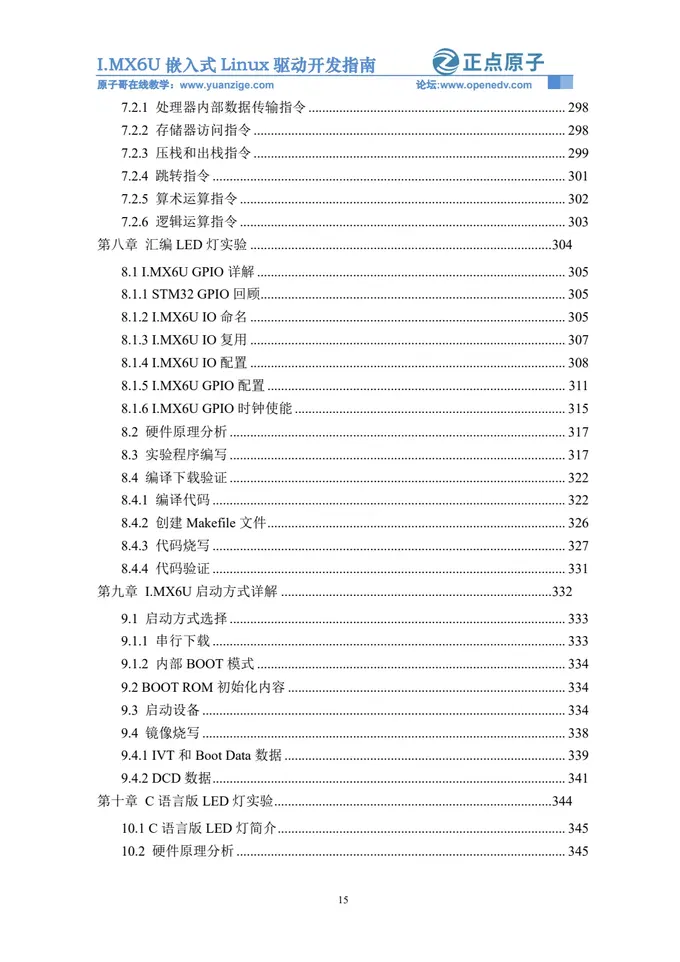 I.MX6U 嵌入式 Linux 驱动开发指南
正点原子
原子哥在线教学：www.yuanzige.com
论坛:www.openedv.com
7.2.1 处理器内部数据传输指令 ........ 298
7.2.2 存储器访问指令 ........ 298
7.2.3 压栈和出栈指令 ........ 299
7.2.4 跳转指令 ........ 301
7.2.5 算术运算指令 ........ 302
7.2.6 逻辑运算指令 ........ 303
第八章 汇编 LED 灯实验 ........ 304
8.1 I.MX6U GPIO 详解 ........ 305
8.1.1 STM32 GPIO 回顾 ........ 305
8.1.2 I.MX6U IO 命名 ........ 305
8.1.3 I.MX6U IO 复用 ........ 307
8.1.4 I.MX6U IO 配置 ........ 308
8.1.5 I.MX6U GPIO 配置 ........ 311
8.1.6 I.MX6U GPIO 时钟使能 ........ 315
8.2 硬件原理分析 ........ 317
8.3 实验程序编写 ........ 317
8.4 编译下载验证 ........ 322
8.4.1 编译代码 ........ 322
8.4.2 创建 Makefile 文件 ........ 326
8.4.3 代码烧写 ........ 327
8.4.4 代码验证 ........ 331
第九章 I.MX6U 启动方式详解 ........ 332
9.1 启动方式选择 ........ 333
9.1.1 串行下载 ........ 333
9.1.2 内部 BOOT 模式 ........ 334
9.2 BOOT ROM 初始化内容 ........ 334
9.3 启动设备 ........ 334
9.4 镜像烧写 ........ 338
9.4.1 IVT 和 Boot Data 数据 ........ 339
9.4.2 DCD 数据 ........ 341
第十章 C 语言版 LED 灯实验 ........ 344
10.1 C 语言版 LED 灯简介 ........ 345
10.2 硬件原理分析 ........ 345
15